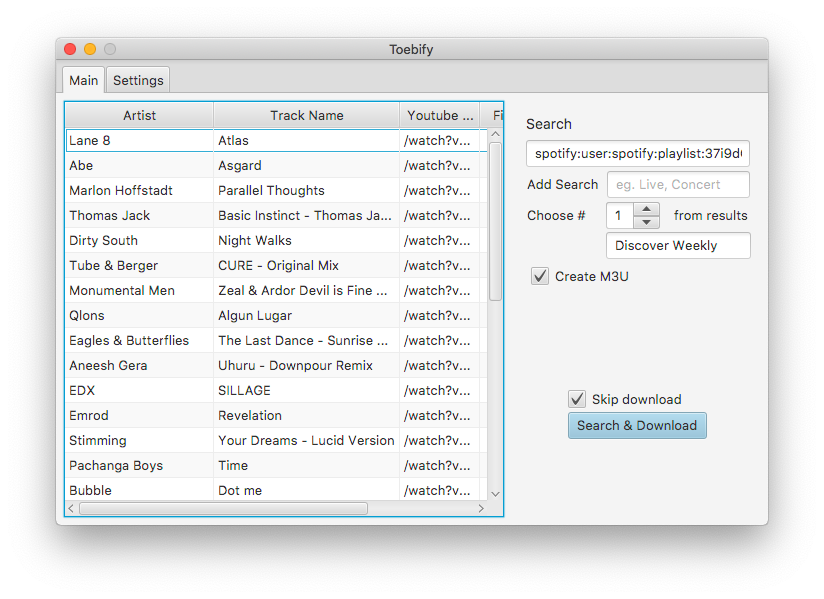 Toebify
Main Settings
Artist Track Name Youtube ... Fi
Lane 8 Atlas /watch?v...
Abe Asgard /watch?v...
Marlon Hoffstadt Parallel Thoughts /watch?v...
Thomas Jack Basic Instinct - Thomas Ja... /watch?v...
Dirty South Night Walks /watch?v...
Tube & Berger CURE - Original Mix /watch?v...
Monumental Men Zeal & Ardor Devil is Fine ... /watch?v...
Qlons Algun Lugar /watch?v...
Eagles & Butterflies The Last Dance - Sunrise ... /watch?v...
Aneesh Gera Uhuru - Downpour Remix /watch?v...
EDX SILLAGE /watch?v...
Emrod Revelation /watch?v...
Stimming Your Dreams - Lucid Version /watch?v...
Pachanga Boys Time /watch?v...
Bubble Dot me /watch?v...
Search
spotify:user:spotify:playlist:37i9d
Add Search eg. Live, Concert
Choose # 1 from results
Discover Weekly
Create M3U
Skip download
Search & Download